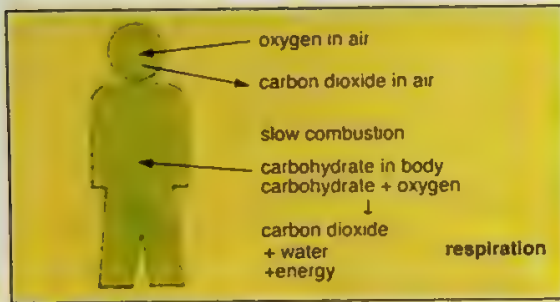 oxygen in air
carbon dioxide in air
slow combustion
carbohydrate in body
carbohydrate + oxygen
↓
carbon dioxide
+ water
+energy
respiration